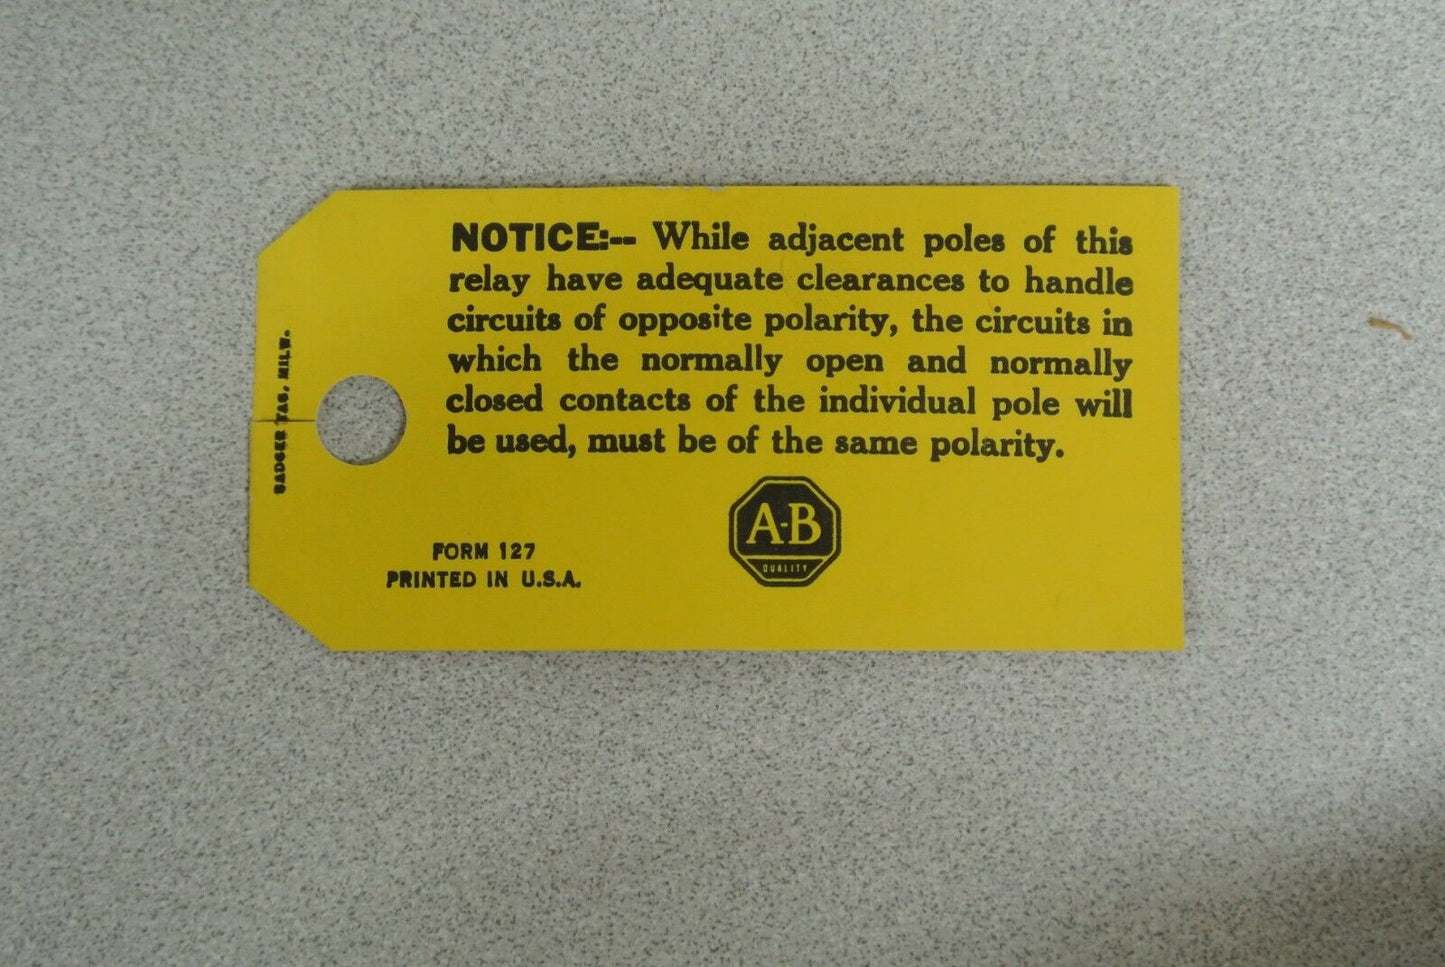 NOTICE:-- While adjacent poles of this
relay have adequate clearances to handle
circuits of opposite polarity, the circuits in
which the normally open and normally
closed contacts of the individual pole will
be used, must be of the same polarity.
A-B
QUALITY
FORM 127
PRINTED IN U.S.A.
BADGER TAG, MILW.